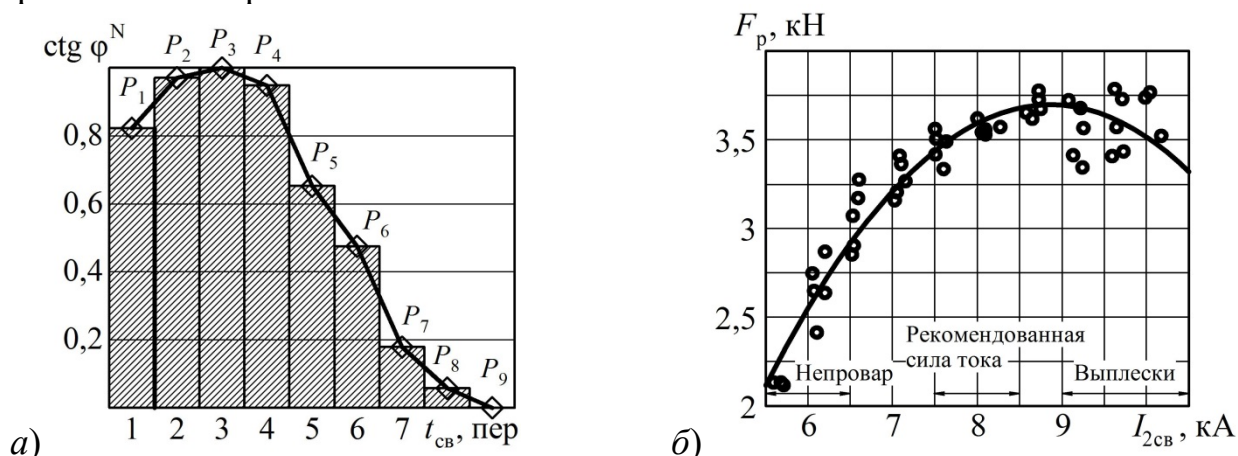 ctg φᴺ
P₁
P₂
P₃
P₄
P₅
P₆
P₇
P₈
P₉
0,8
0,6
0,4
0,2
1 2 3 4 5 6 7 t_св, пер
а)
F_р, кН
3,5
3
2,5
2
Непровар
Рекомендованная
сила тока
Выплески
6 7 8 9 I_2св, кА
б)